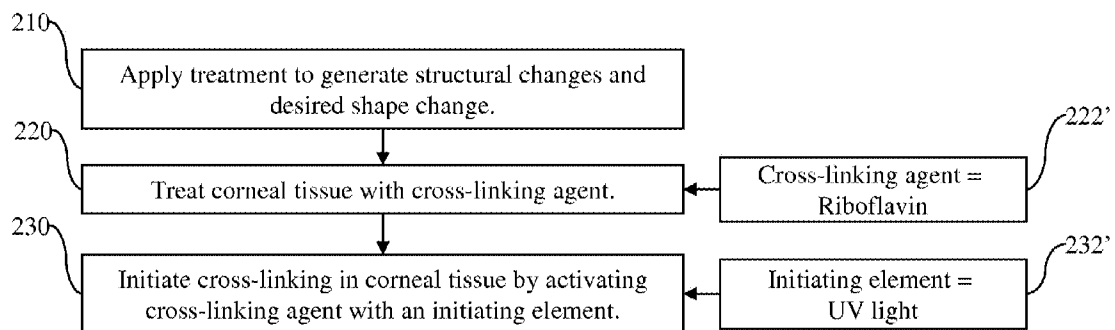 210
Apply treatment to generate structural changes and
desired shape change.
220
222’
Treat corneal tissue with cross-linking agent.
Cross-linking agent =
Riboflavin
230
232’
Initiate cross-linking in corneal tissue by activating
cross-linking agent with an initiating element.
Initiating element =
UV light